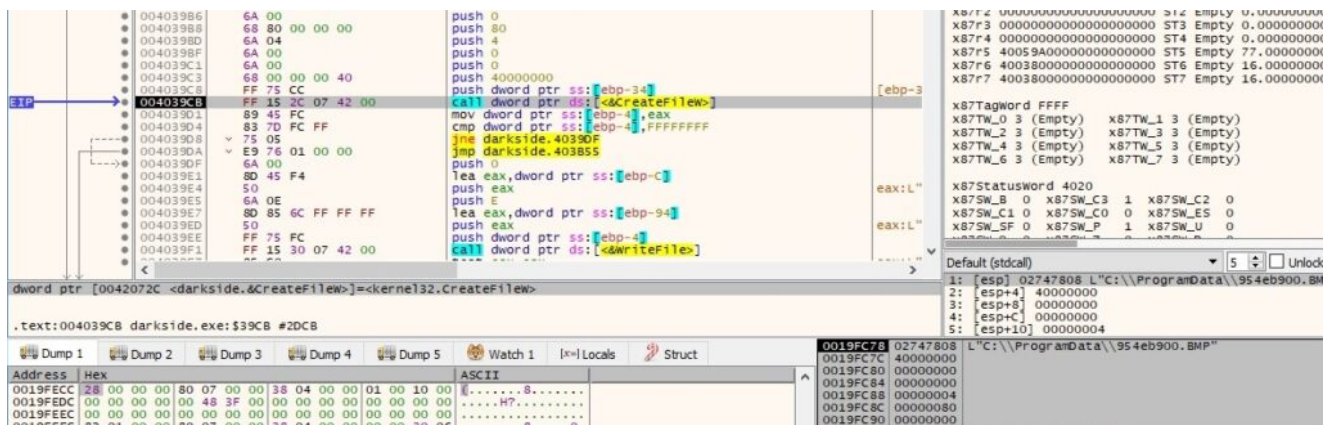 004039B6 6A 00 push 0
004039B8 68 80 00 00 00 push 80
004039BD 6A 04 push 4
004039BF 6A 00 push 0
004039C1 6A 00 push 0
004039C3 68 00 00 00 40 push 40000000
004039C8 FF 75 CC push dword ptr ss:[ebp-34] [ebp-3
EIP 004039CB FF 15 2C 07 42 00 call dword ptr ds:[<&CreateFileW>]
004039D1 89 45 FC mov dword ptr ss:[ebp-4],eax
004039D4 83 7D FC FF cmp dword ptr ss:[ebp-4],FFFFFFFF
004039D8 75 05 jne darkside.4039DF
004039DA E9 76 01 00 00 jmp darkside.403B55
004039DF 6A 00 push 0
004039E1 8D 45 F4 lea eax,dword ptr ss:[ebp-C]
004039E4 50 push eax eax:L"
004039E5 6A 0E push E
004039E7 8D 85 6C FF FF FF lea eax,dword ptr ss:[ebp-94]
004039ED 50 push eax eax:L"
004039EE FF 75 FC push dword ptr ss:[ebp-4]
004039F1 FF 15 30 07 42 00 call dword ptr ds:[<&WriteFile>]
dword ptr [0042072C <darkside.&CreateFileW>]=<kernel32.CreateFileW>
.text:004039CB darkside.exe:$39CB #2DCB
x87r3 00000000000000000000 ST3 Empty 0.000000000
x87r4 00000000000000000000 ST4 Empty 0.000000000
x87r5 40059A00000000000000 ST5 Empty 77.00000000
x87r6 40038000000000000000 ST6 Empty 16.00000000
x87r7 40038000000000000000 ST7 Empty 16.00000000
x87TagWord FFFF
x87TW_0 3 (Empty) x87TW_1 3 (Empty)
x87TW_2 3 (Empty) x87TW_3 3 (Empty)
x87TW_4 3 (Empty) x87TW_5 3 (Empty)
x87TW_6 3 (Empty) x87TW_7 3 (Empty)
x87StatusWord 4020
x87SW_B 0 x87SW_C3 1 x87SW_C2 0
x87SW_C1 0 x87SW_C0 0 x87SW_ES 0
x87SW_SF 0 x87SW_P 1 x87SW_U 0
Default (stdcall) 5 Unlock
1: [esp] 02747808 L"C:\\ProgramData\\954eb900.BM
2: [esp+4] 40000000
3: [esp+8] 00000000
4: [esp+C] 00000000
5: [esp+10] 00000004
Dump 1 Dump 2 Dump 3 Dump 4 Dump 5 Watch 1 [x=] Locals Struct
Address Hex ASCII
0019FECC 28 00 00 00 80 07 00 00 38 04 00 00 01 00 10 00 (.......8.......
0019FEDC 00 00 00 00 00 48 3F 00 00 00 00 00 00 00 00 00 .....H?.........
0019FEEC 00 00 00 00 00 00 00 00 00 00 00 00 00 00 00 00 ................
0019FC78 02747808 L"C:\\ProgramData\\954eb900.BMP"
0019FC7C 40000000
0019FC80 00000000
0019FC84 00000000
0019FC88 00000004
0019FC8C 00000080
0019FC90 00000000